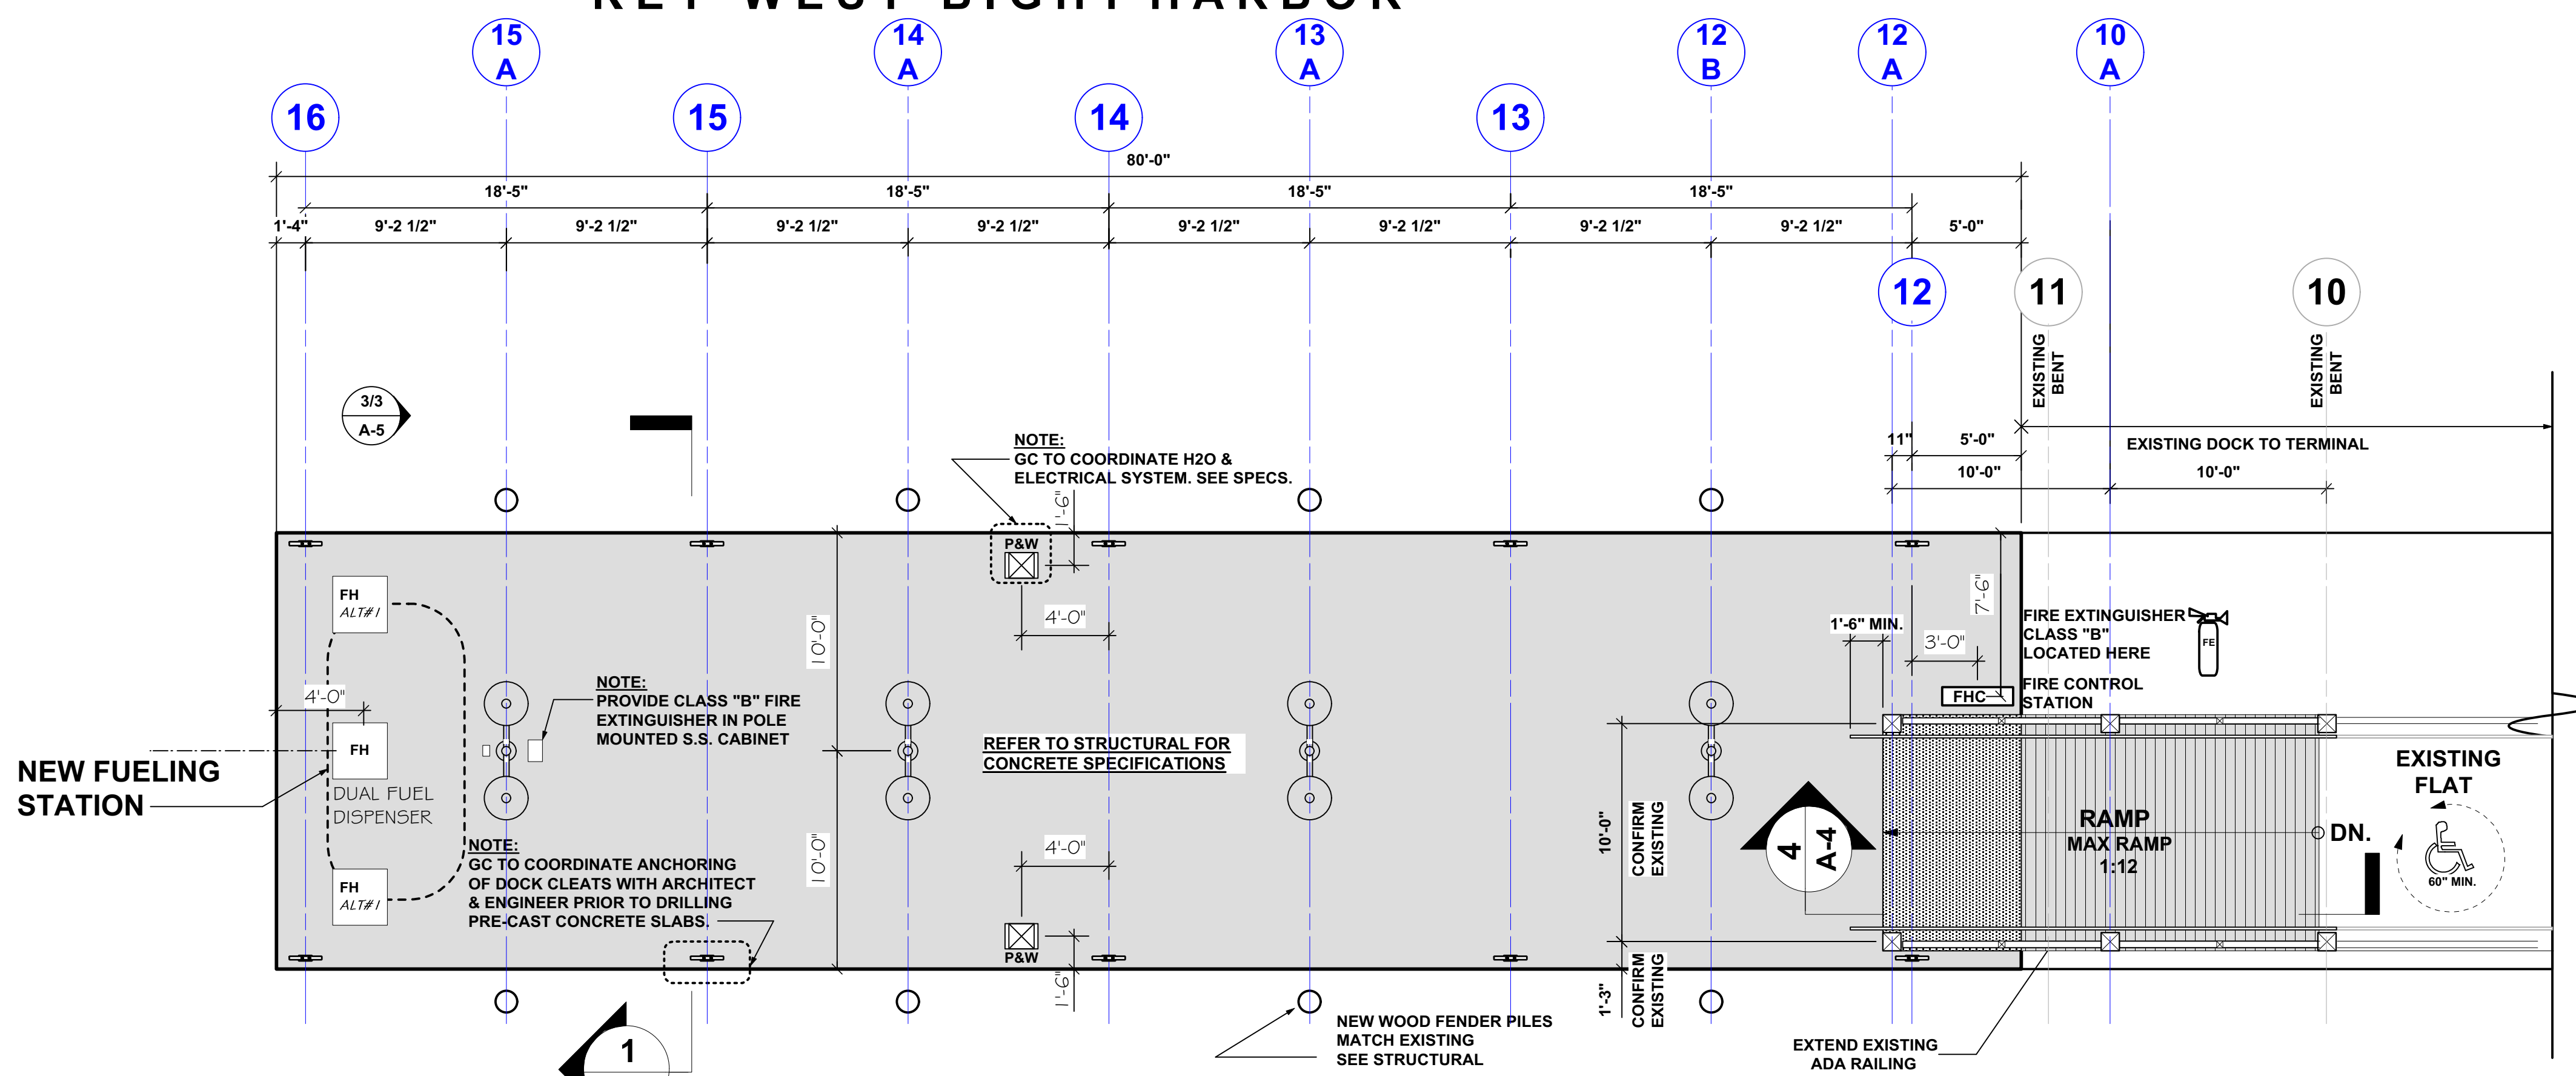 KEY WEST BIGHT HARBOR
15
A
14
A
13
A
12
B
12
A
10
A
16
15
14
13
80'-0"
18'-5"
18'-5"
18'-5"
18'-5"
1'-4"
9'-2 1/2"
9'-2 1/2"
9'-2 1/2"
9'-2 1/2"
9'-2 1/2"
9'-2 1/2"
9'-2 1/2"
9'-2 1/2"
5'-0"
12
11
10
EXISTING
BENT
EXISTING
BENT
3/3
A-5
NOTE:
GC TO COORDINATE H2O &
ELECTRICAL SYSTEM. SEE SPECS.
1'-6"
11"
5'-0"
EXISTING DOCK TO TERMINAL
10'-0"
10'-0"
P&W
FH
ALT#1
4'-0"
10'-0"
7'-6"
1'-6" MIN.
3'-0"
FIRE EXTINGUISHER
CLASS "B"
LOCATED HERE
FE
FIRE CONTROL
STATION
FHC
4'-0"
NOTE:
PROVIDE CLASS "B" FIRE
EXTINGUISHER IN POLE
MOUNTED S.S. CABINET
FH
REFER TO STRUCTURAL FOR
CONCRETE SPECIFICATIONS
NEW FUELING
STATION
DUAL FUEL
DISPENSER
EXISTING
FLAT
RAMP
MAX RAMP
1:12
DN.
60" MIN.
4
A-4
10'-0"
CONFIRM
EXISTING
NOTE:
GC TO COORDINATE ANCHORING
OF DOCK CLEATS WITH ARCHITECT
& ENGINEER PRIOR TO DRILLING
PRE-CAST CONCRETE SLABS.
10'-0"
4'-0"
FH
ALT#1
P&W
1'-6"
1'-3"
CONFIRM
EXISTING
1
NEW WOOD FENDER PILES
MATCH EXISTING
SEE STRUCTURAL
EXTEND EXISTING
ADA RAILING